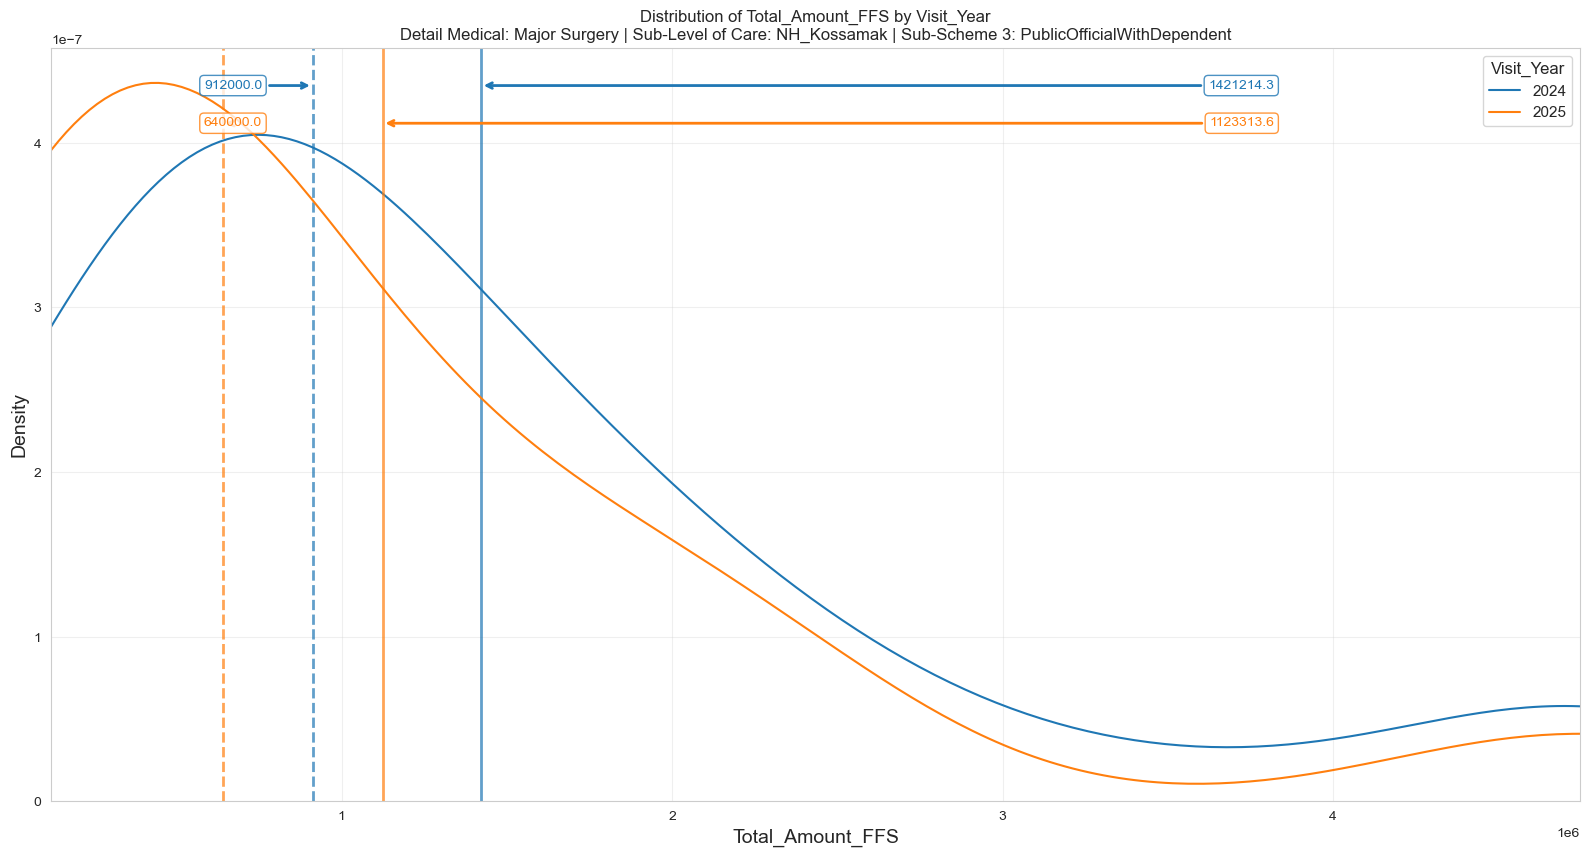 Distribution of Total_Amount_FFS by Visit_Year
Detail Medical: Major Surgery | Sub-Level of Care: NH_Kossamak | Sub-Scheme 3: PublicOfficialWithDependent
1e−7
Visit_Year
2024
2025
912000.0
1421214.3
640000.0
1123313.6
4
3
2
1
0
Density
1
2
3
4
1e6
Total_Amount_FFS